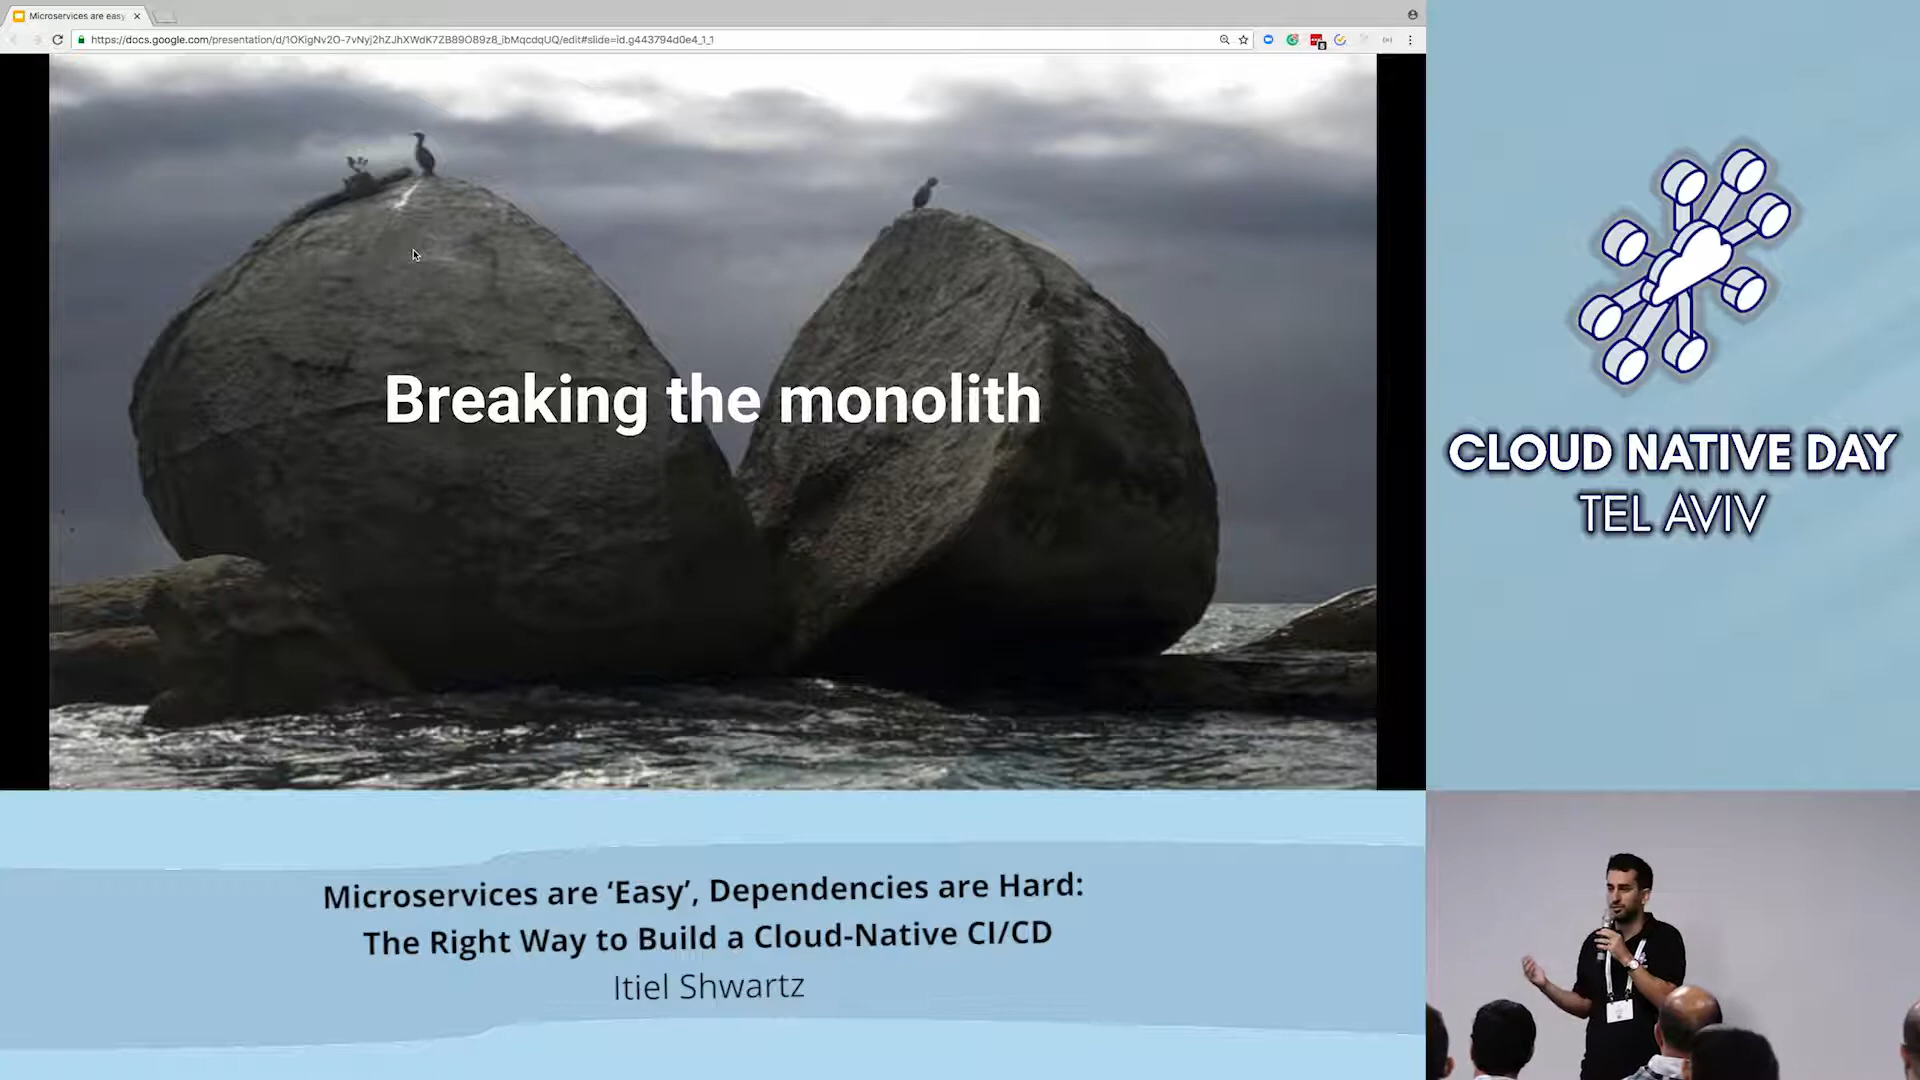 Microservices are easy
https://docs.google.com/presentation/d/1OKigNv2O-7vNyj2hZJhXWdK7ZB89O89z8_ibMqcdqUQ/edit#slide=id.g443794d0e4_1_1
Breaking the monolith
CLOUD NATIVE DAY
TEL AVIV
Microservices are ‘Easy’, Dependencies are Hard:
The Right Way to Build a Cloud-Native CI/CD
Itiel Shwartz